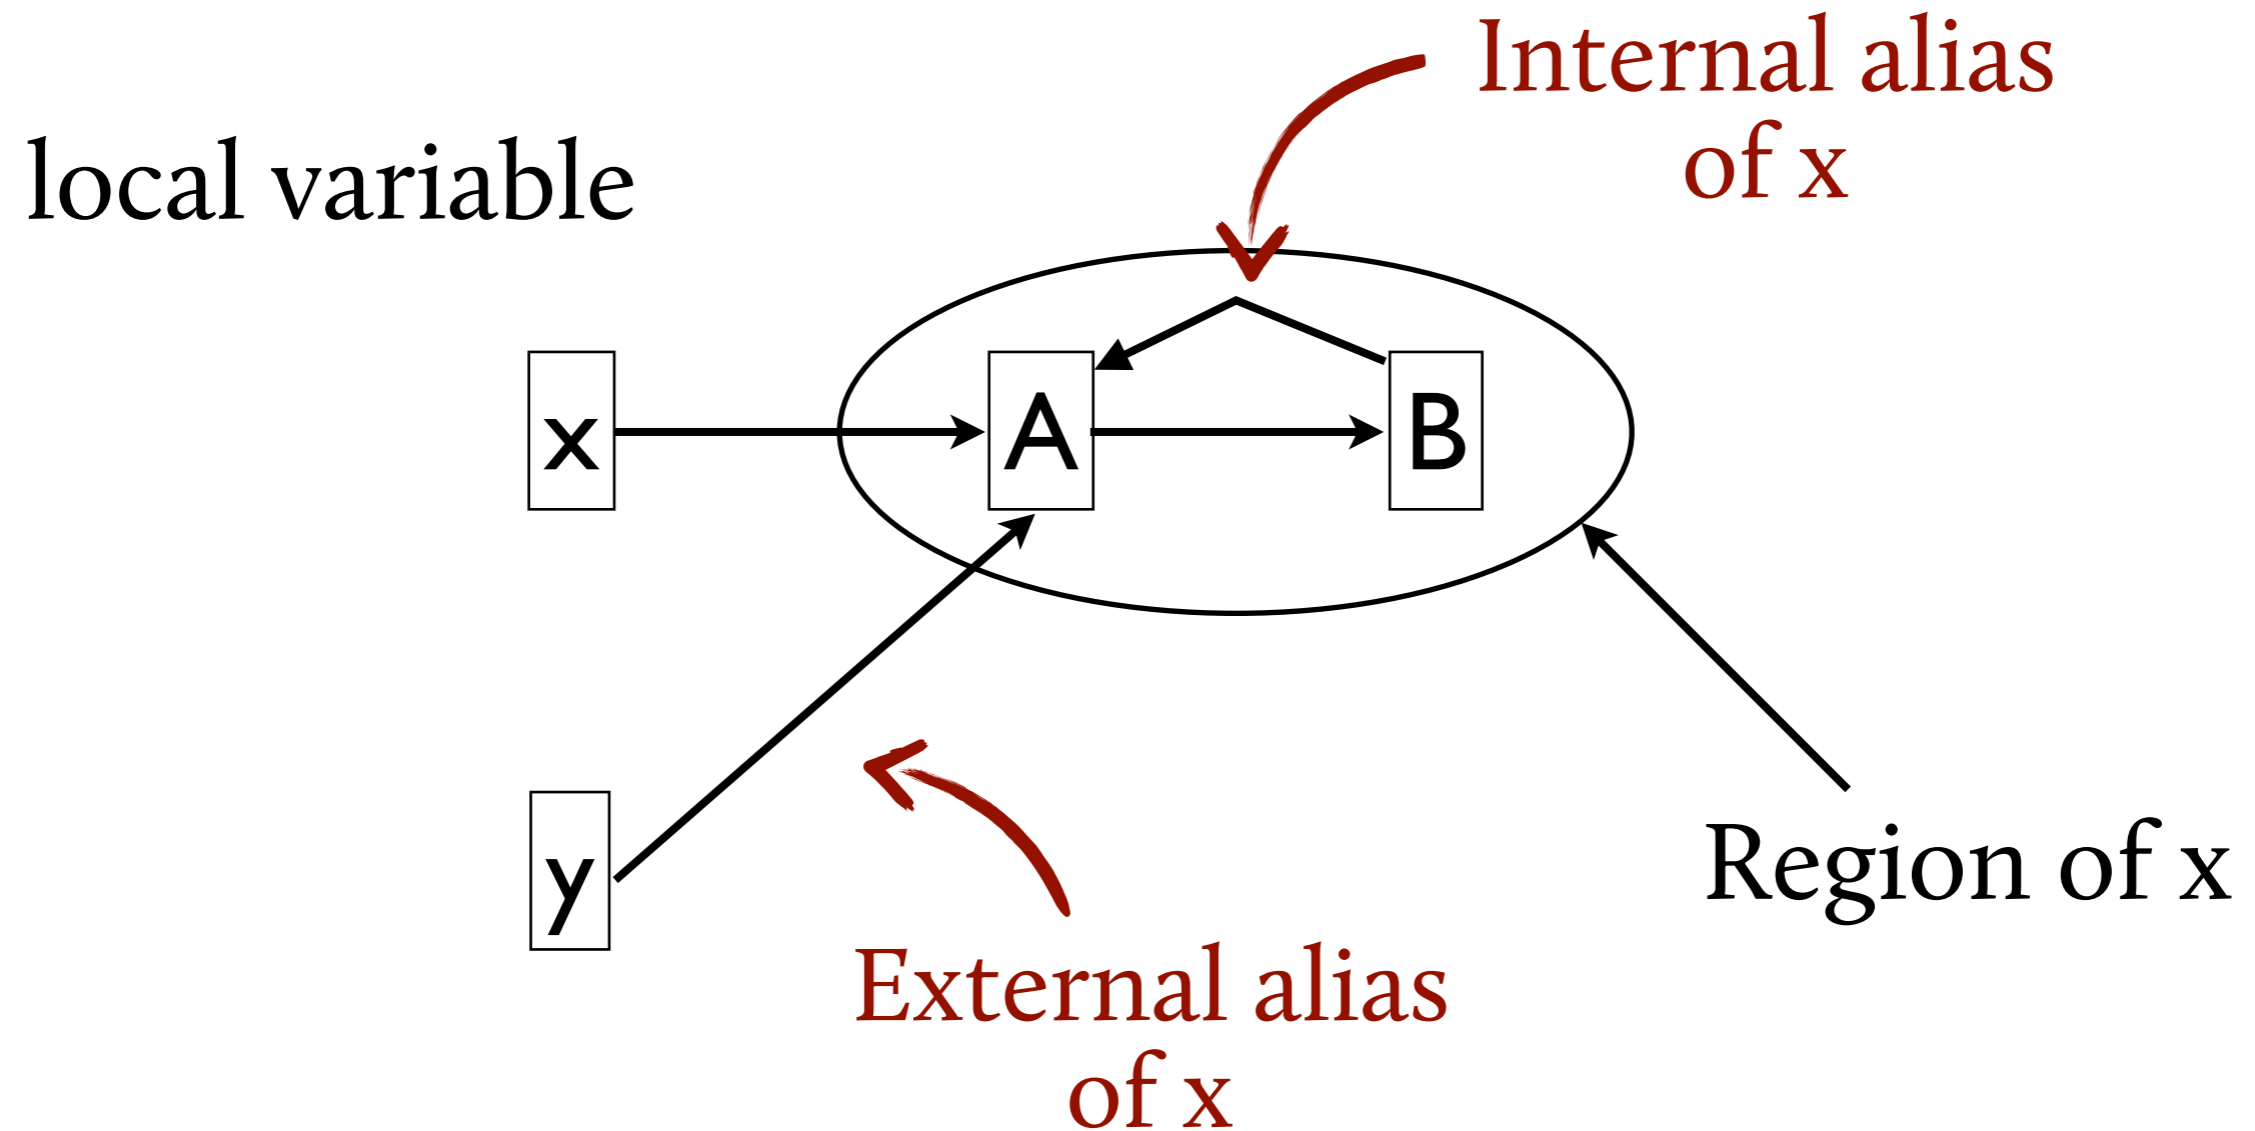 Internal alias
of x
local variable
x
A
B
y
Region of x
External alias
of x